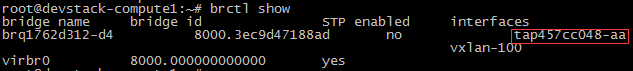 root@devstack-compute1:~# brctl show
bridge name bridge id STP enabled interfaces
brq1762d312-d4 8000.3ec9d47188ad no tap457cc048-aa
vxlan-100
virbr0 8000.000000000000 yes